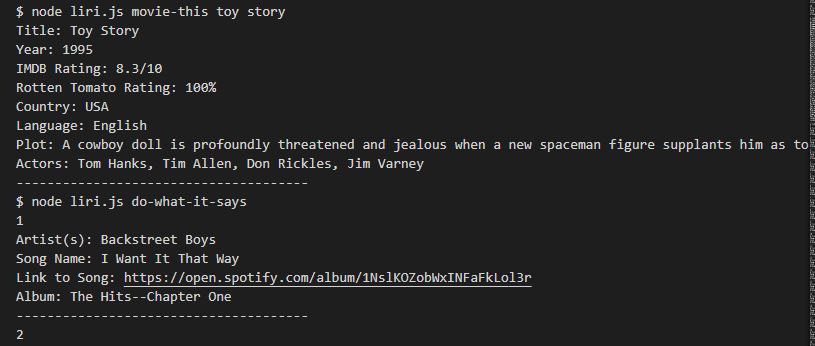 $ node liri.js movie-this toy story
Title: Toy Story
Year: 1995
IMDB Rating: 8.3/10
Rotten Tomato Rating: 100%
Country: USA
Language: English
Plot: A cowboy doll is profoundly threatened and jealous when a new spaceman figure supplants him as to
Actors: Tom Hanks, Tim Allen, Don Rickles, Jim Varney
------------------------------------
$ node liri.js do-what-it-says
1
Artist(s): Backstreet Boys
Song Name: I Want It That Way
Link to Song: https://open.spotify.com/album/1NslKOZobWxINFaFkLol3r
Album: The Hits--Chapter One
------------------------------------
2